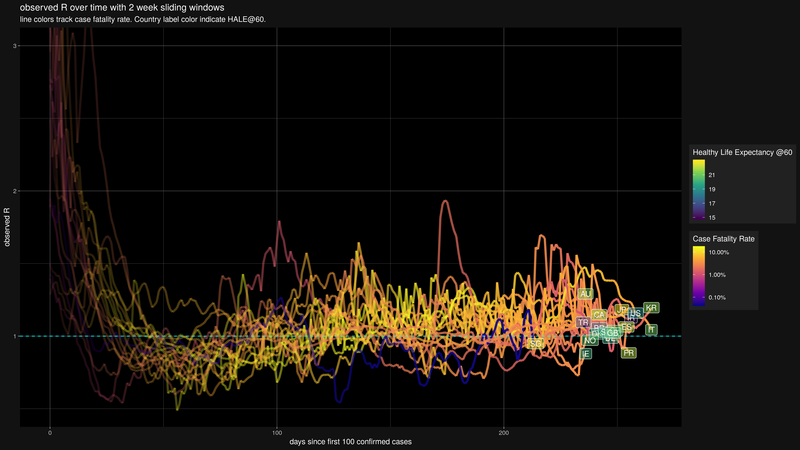 observed R over time with 2 week sliding windows
line colors track case fatality rate. Country label color indicate HALE@60.
observed R
3
2
1
0
100
200
days since first 100 confirmed cases
AU
CA
KR
TR
ES
IT
GB
NO
SG
IE
PR
Healthy Life Expectancy @60
21
19
17
15
Case Fatality Rate
10.00%
1.00%
0.10%